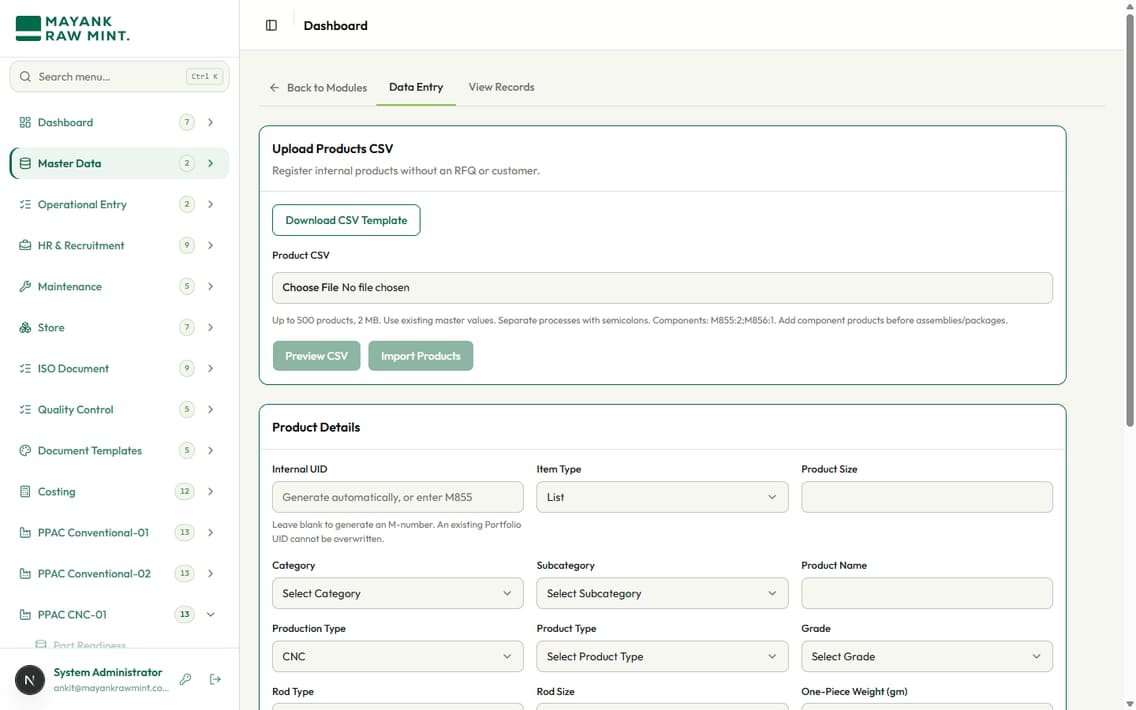 MAYANK
RAW MINT.
Search menu...
Ctrl K
Dashboard
7
Master Data
2
Operational Entry
2
HR & Recruitment
9
Maintenance
5
Store
7
ISO Document
9
Quality Control
5
Document Templates
5
Costing
12
PPAC Conventional-01
13
PPAC Conventional-02
13
PPAC CNC-01
13
Part Readiness
N
System Administrator
ankit@mayankrawmint.co...
Dashboard
Back to Modules
Data Entry
View Records
Upload Products CSV
Register internal products without an RFQ or customer.
Download CSV Template
Product CSV
Choose File No file chosen
Up to 500 products, 2 MB. Use existing master values. Separate processes with semicolons. Components: M855:2;M856:1. Add component products before assemblies/packages.
Preview CSV
Import Products
Product Details
Internal UID
Item Type
Product Size
Generate automatically, or enter M855
List
Leave blank to generate an M-number. An existing Portfolio
UID cannot be overwritten.
Category
Subcategory
Product Name
Select Category
Select Subcategory
Production Type
Product Type
Grade
CNC
Select Product Type
Select Grade
Rod Type
Rod Size
One-Piece Weight (gm)